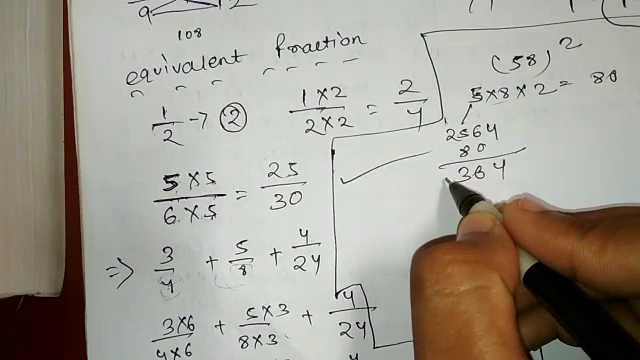 108
equivalent fraction
1/2 → ② 1×2/2×2 = 2/4
5×5/6×5 = 25/30
⇒ 3/4 + 5/8 + 4/24
3×6/4×6 + 5×3/8×3 + 4/24
(58)²
5×8×2 = 80
2564
80
364